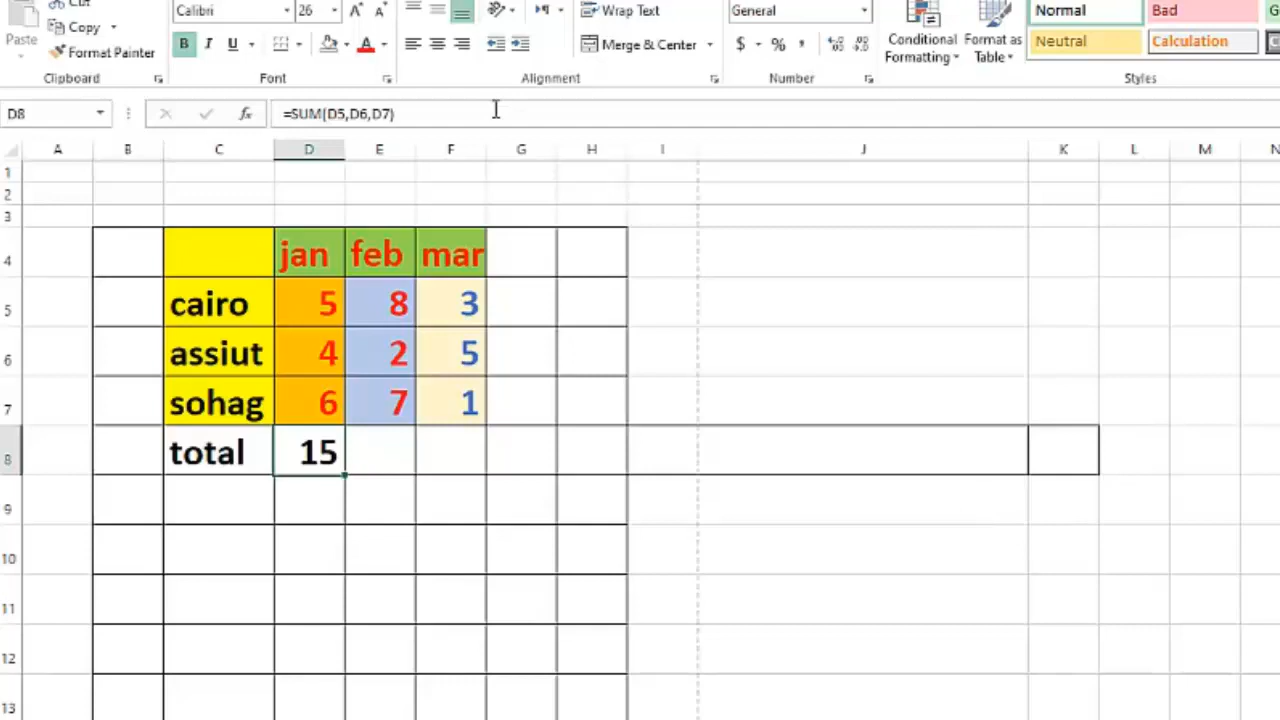 Cut
Calibri 26 A A Wrap Text General Normal Bad
Paste Copy
Format Painter B I U A Merge & Center $ % , Conditional Formatting Format as Table Neutral Calculation
Clipboard Font Alignment Number Styles
D8 fx =SUM(D5,D6,D7)
A B C D E F G H I J K L M N
1
2
3
4 jan feb mar
5 cairo 5 8 3
6 assiut 4 2 5
7 sohag 6 7 1
8 total 15
9
10
11
12
13